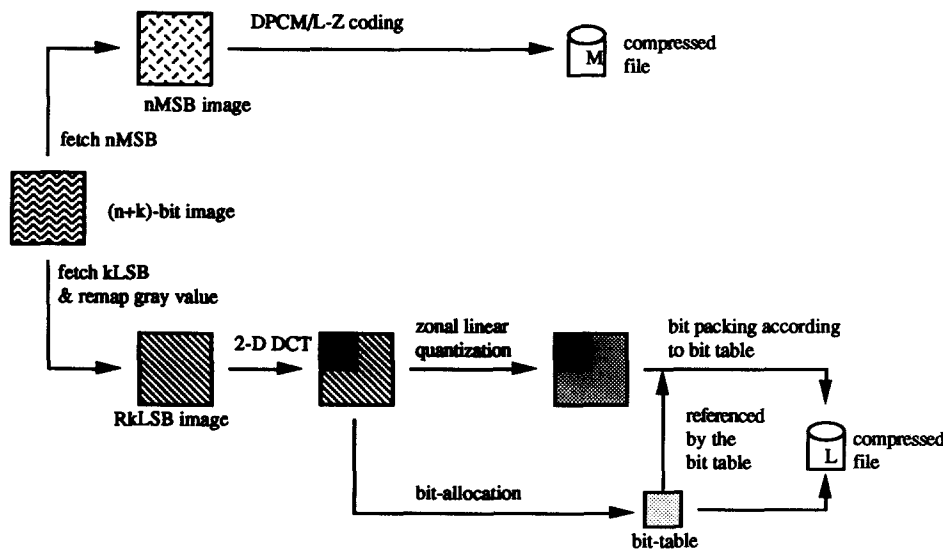 DPCM/L-Z coding
M
compressed
file
nMSB image
fetch nMSB
(n+k)-bit image
fetch kLSB
& remap gray value
2-D DCT
zonal linear
quantization
bit packing according
to bit table
RkLSB image
referenced
by the
bit table
L
compressed
file
bit-allocation
bit-table